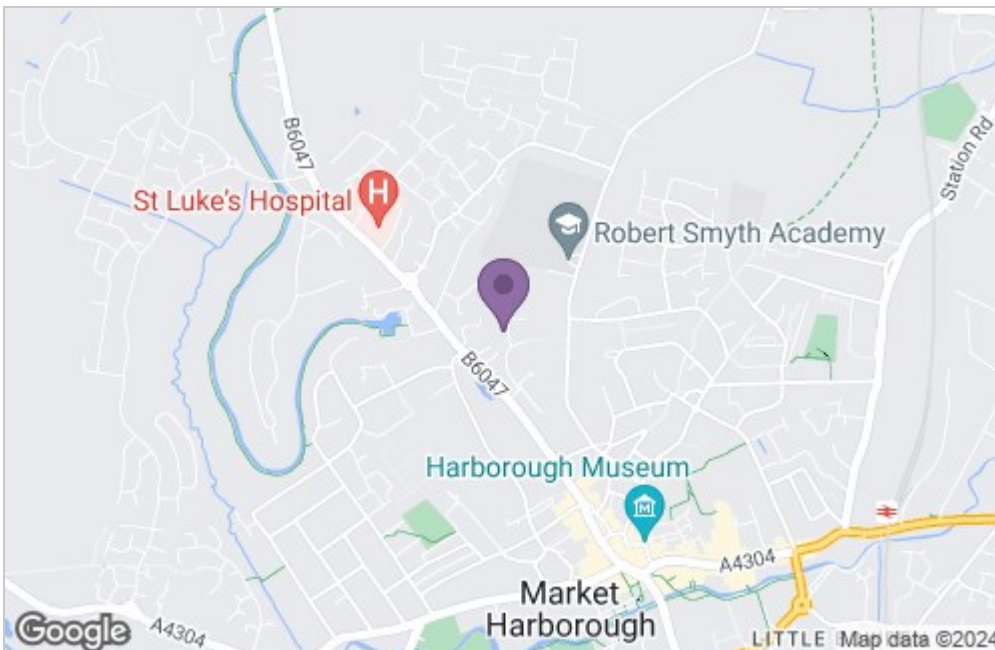 B6047
Station Rd
St Luke's Hospital
H
Robert Smyth Academy
B6047
Harborough Museum
M
A4304
Market
Harborough
Google
A4304
LITTLE
Map data ©2024